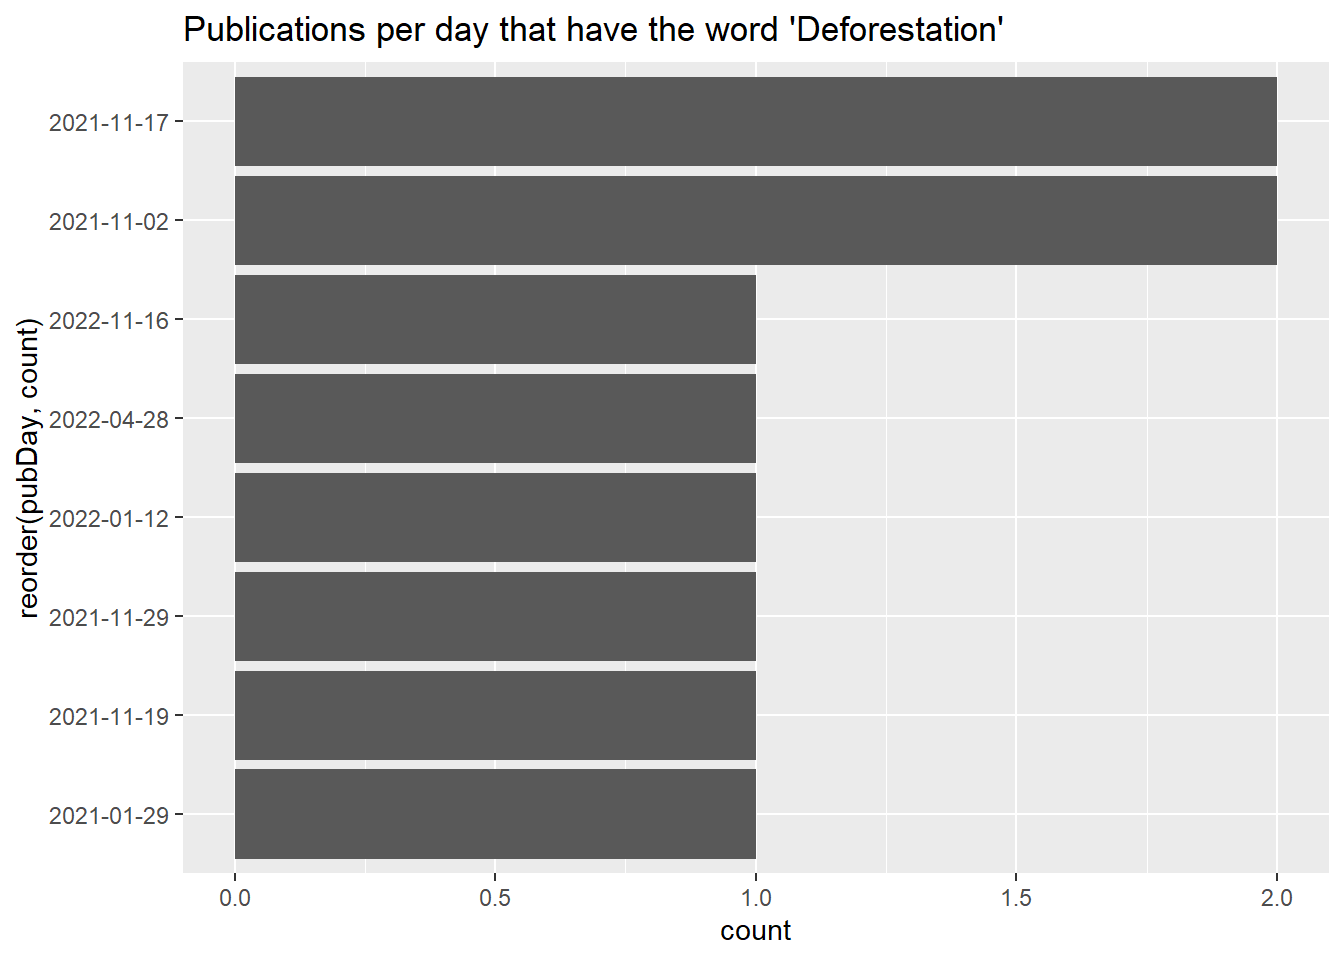 Publications per day that have the word 'Deforestation'
reorder(pubDay, count)
2021-11-17
2021-11-02
2022-11-16
2022-04-28
2022-01-12
2021-11-29
2021-11-19
2021-01-29
0.0 0.5 1.0 1.5 2.0
count